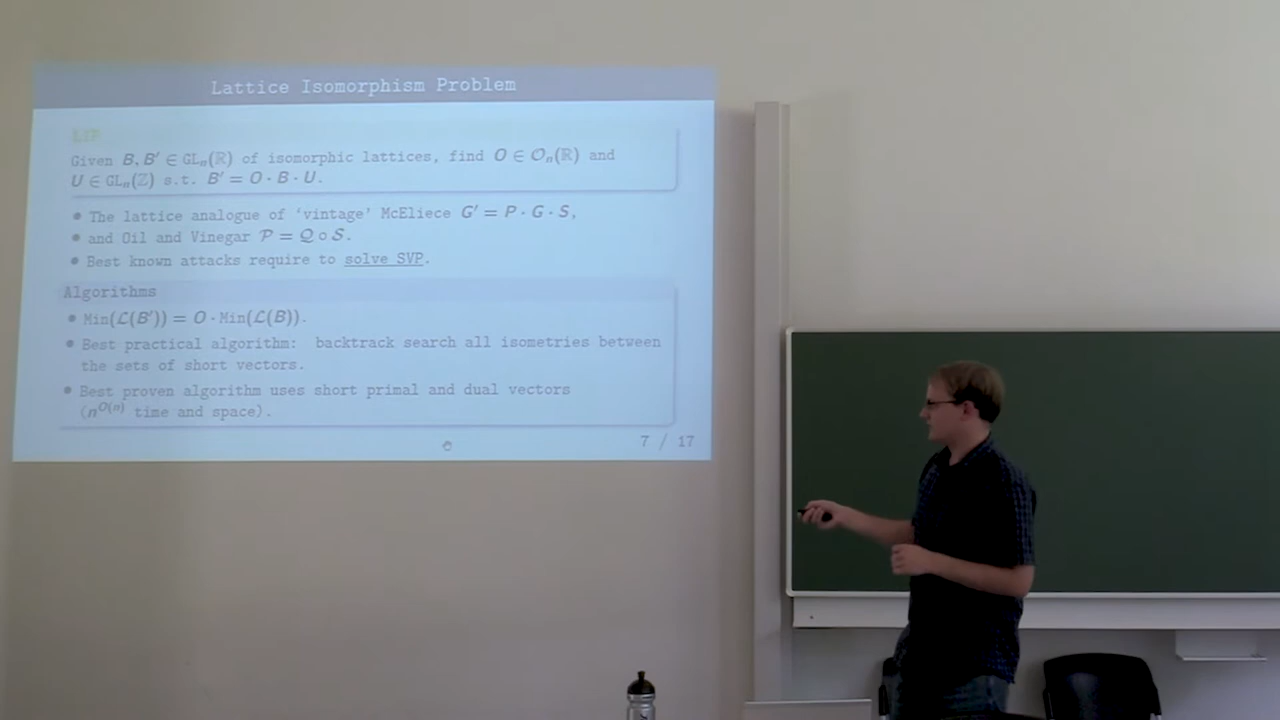 Lattice Isomorphism Problem
LIP
Given B, B′ ∈ GLₙ(ℝ) of isomorphic lattices, find O ∈ 𝒪ₙ(ℝ) and
U ∈ GLₙ(ℤ) s.t. B′ = O · B · U.
• The lattice analogue of ‘vintage’ McEliece G′ = P · G · S,
• and Oil and Vinegar 𝒫 = 𝒬 ∘ 𝒮.
• Best known attacks require to solve SVP.
Algorithms
• Min(ℒ(B′)) = O · Min(ℒ(B)).
• Best practical algorithm: backtrack search all isometries between
the sets of short vectors.
• Best proven algorithm uses short primal and dual vectors
(n^{O(n)} time and space).
7 / 17